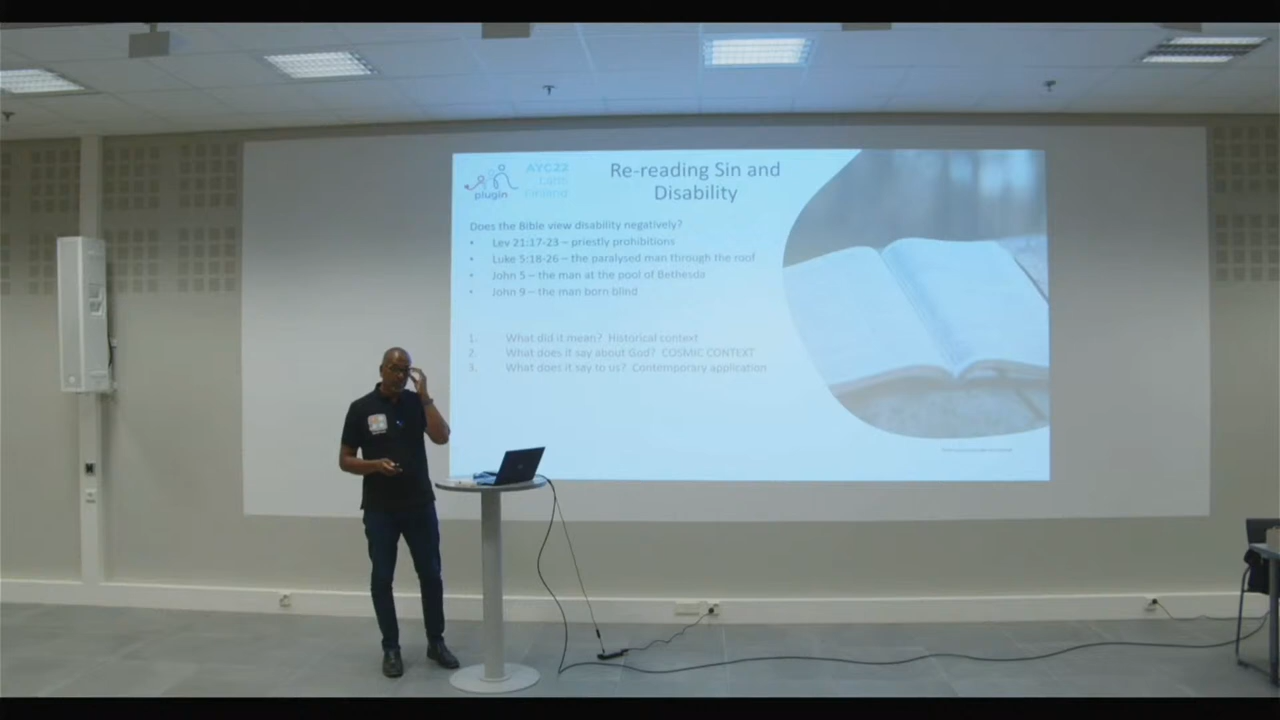 plugin
AYC22
Lahti
Finland
Re-reading Sin and
Disability
Does the Bible view disability negatively?
• Lev 21:17-23 – priestly prohibitions
• Luke 5:18-26 – the paralysed man through the roof
• John 5 – the man at the pool of Bethesda
• John 9 – the man born blind
1. What did it mean? Historical context
2. What does it say about God? COSMIC CONTEXT
3. What does it say to us? Contemporary application